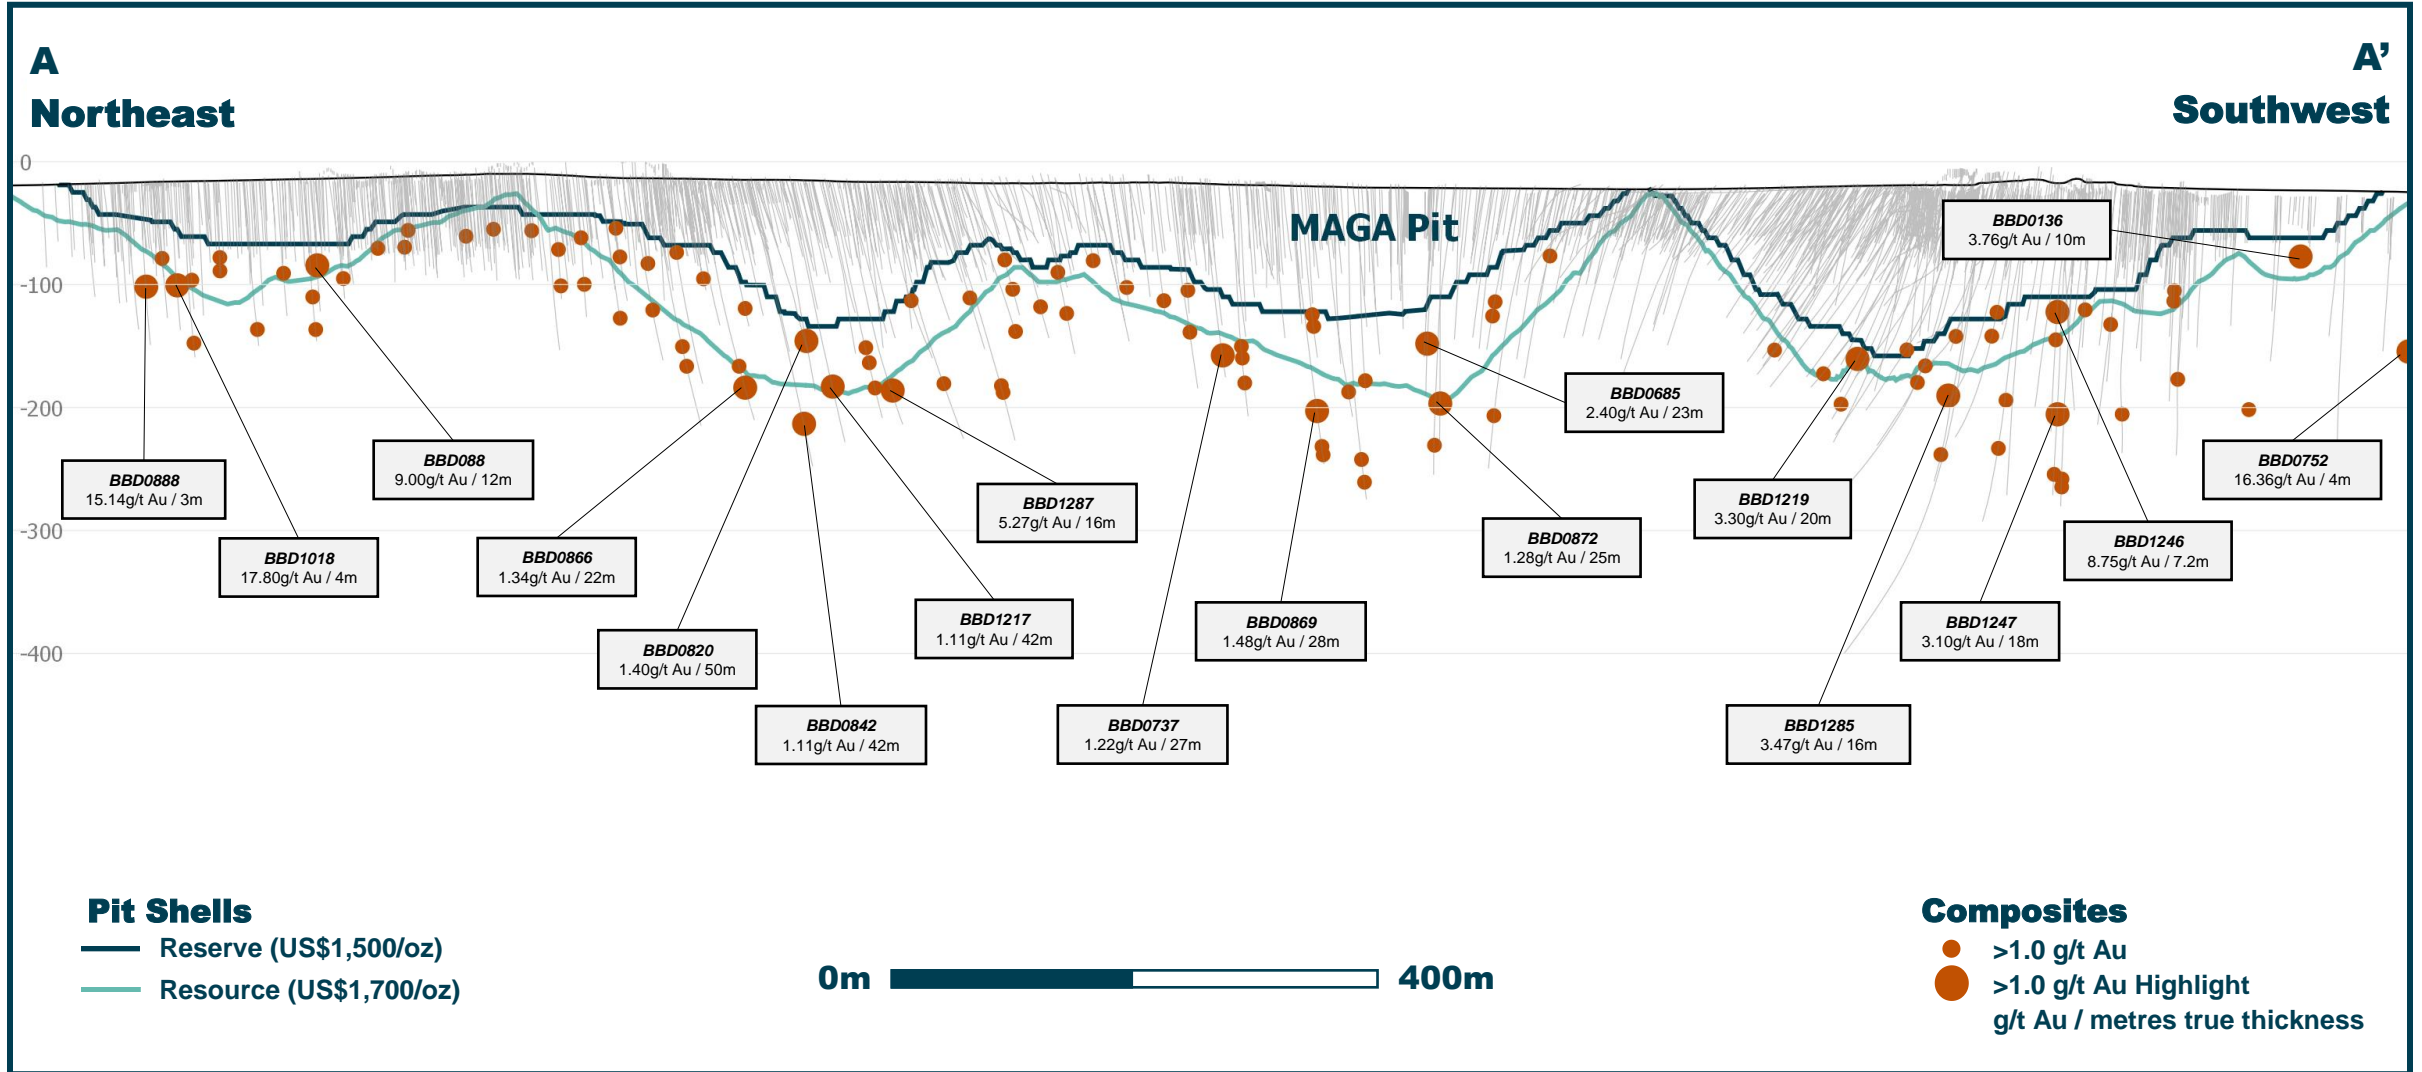 A
A’
Northeast
Southwest
0
-100
-200
-300
-400
MAGA Pit
BBD0136
3.76g/t Au / 10m
BBD0685
2.40g/t Au / 23m
BBD088
9.00g/t Au / 12m
BBD0752
16.36g/t Au / 4m
BBD0888
15.14g/t Au / 3m
BBD1287
5.27g/t Au / 16m
BBD1219
3.30g/t Au / 20m
BBD0872
1.28g/t Au / 25m
BBD1246
8.75g/t Au / 7.2m
BBD1018
17.80g/t Au / 4m
BBD0866
1.34g/t Au / 22m
BBD1217
1.11g/t Au / 42m
BBD0869
1.48g/t Au / 28m
BBD1247
3.10g/t Au / 18m
BBD0820
1.40g/t Au / 50m
BBD0842
1.11g/t Au / 42m
BBD0737
1.22g/t Au / 27m
BBD1285
3.47g/t Au / 16m
Pit Shells
Reserve (US$1,500/oz)
Resource (US$1,700/oz)
0m
400m
Composites
>1.0 g/t Au
>1.0 g/t Au Highlight
g/t Au / metres true thickness